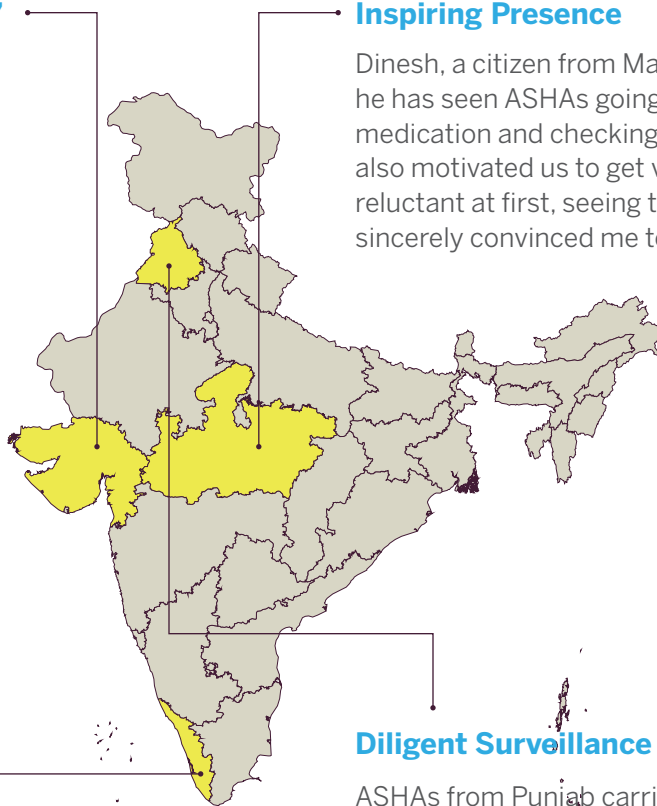 Inspiring Presence
Dinesh, a citizen from Ma
he has seen ASHAs going
medication and checking
also motivated us to get v
reluctant at first, seeing t
sincerely convinced me t
Diligent Surveillance
ASHAs from Punjab carri